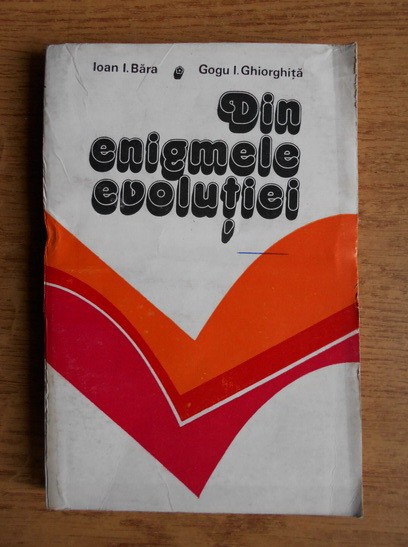 Ioan I. Băra Gogu I. Ghiorghiță
Din
enigmele
evoluției